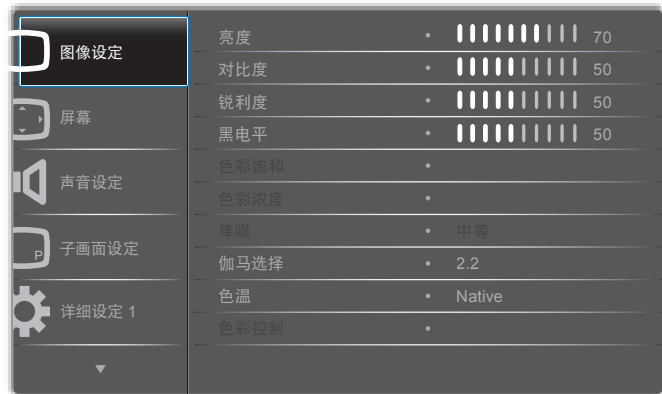 图像设定
屏幕
声音设定
P
子画面设定
详细设定 1
亮度 • 70
对比度 • 50
锐利度 • 50
黑电平 • 50
色彩饱和 •
色彩浓度 •
降噪 • 中等
伽马选择 • 2.2
色温 • Native
色彩控制 •